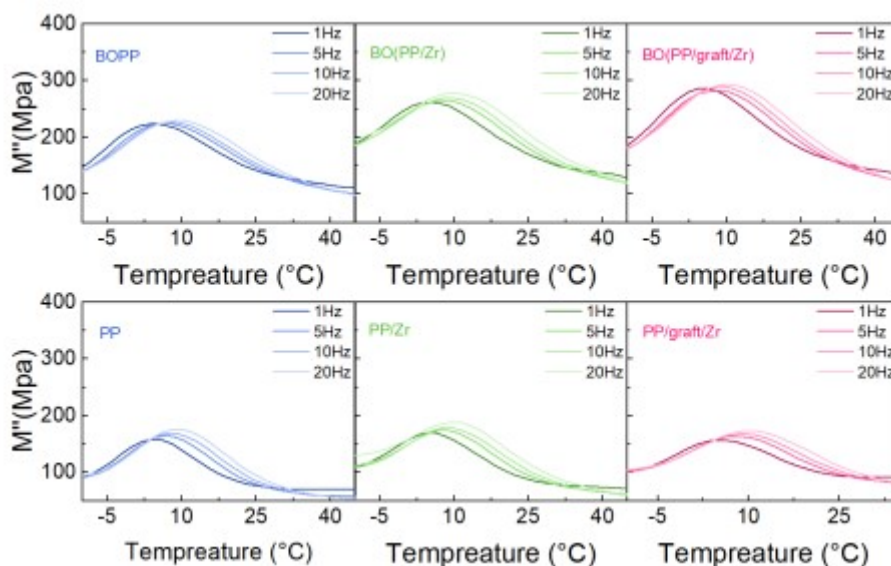 400
BOPP
1Hz
5Hz
10Hz
20Hz
BO(PP/Zr)
1Hz
5Hz
10Hz
20Hz
BO(PP/graft/Zr)
1Hz
5Hz
10Hz
20Hz
300
200
100
M"(Mpa)
-5 10 25 40
-5 10 25 40
-5 10 25 40
Tempreature (°C)
Tempreature (°C)
Tempreature (°C)
400
PP
1Hz
5Hz
10Hz
20Hz
PP/Zr
1Hz
5Hz
10Hz
20Hz
PP/graft/Zr
1Hz
5Hz
10Hz
20Hz
300
200
100
M"(Mpa)
-5 10 25 40
-5 10 25 40
-5 10 25 40
Tempreature (°C)
Tempreature (°C)
Tempreature (°C)